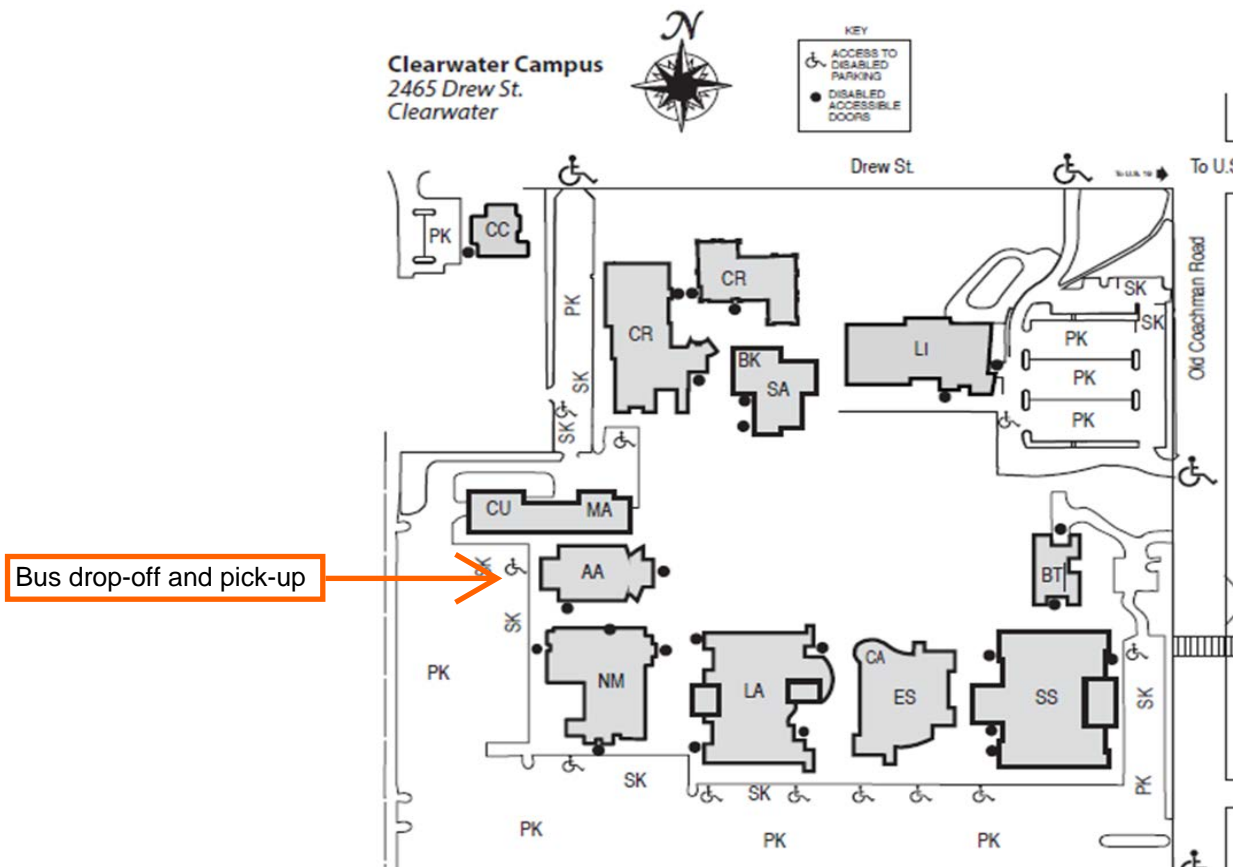 N
Clearwater Campus
2465 Drew St.
Clearwater
KEY
ACCESS TO
DISABLED
PARKING
DISABLED
ACCESSIBLE
DOORS
Drew St.
To U.S. 19
To U.S
PK
CC
CR
PK
CR
SK
SK
Old Coachman Road
LI
PK
BK
SA
PK
SK
PK
SK
CU
MA
Bus drop-off and pick-up
SK
AA
BT
SK
PK
NM
LA
CA
ES
SS
SK
SK
SK
PK
PK
PK
PK